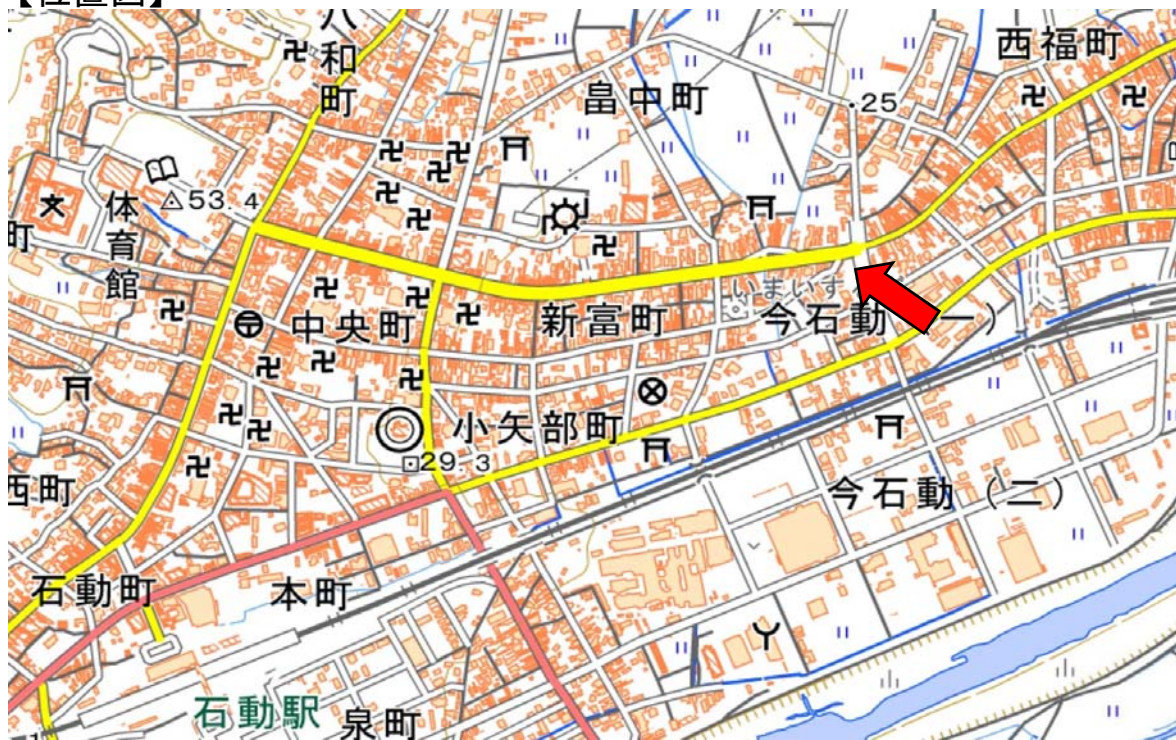 【位置図】
八和町
西福町
畠中町
・25
△53.4
体育館
町
いまいする
中央町
新富町
今石動（一）
小矢部町
29.3
西町
今石動（二）
石動町
本町
石動駅
泉町